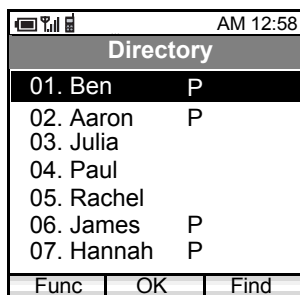 AM 12:58
Directory
01. Ben P
02. Aaron P
03. Julia
04. Paul
05. Rachel
06. James P
07. Hannah P
Func OK Find